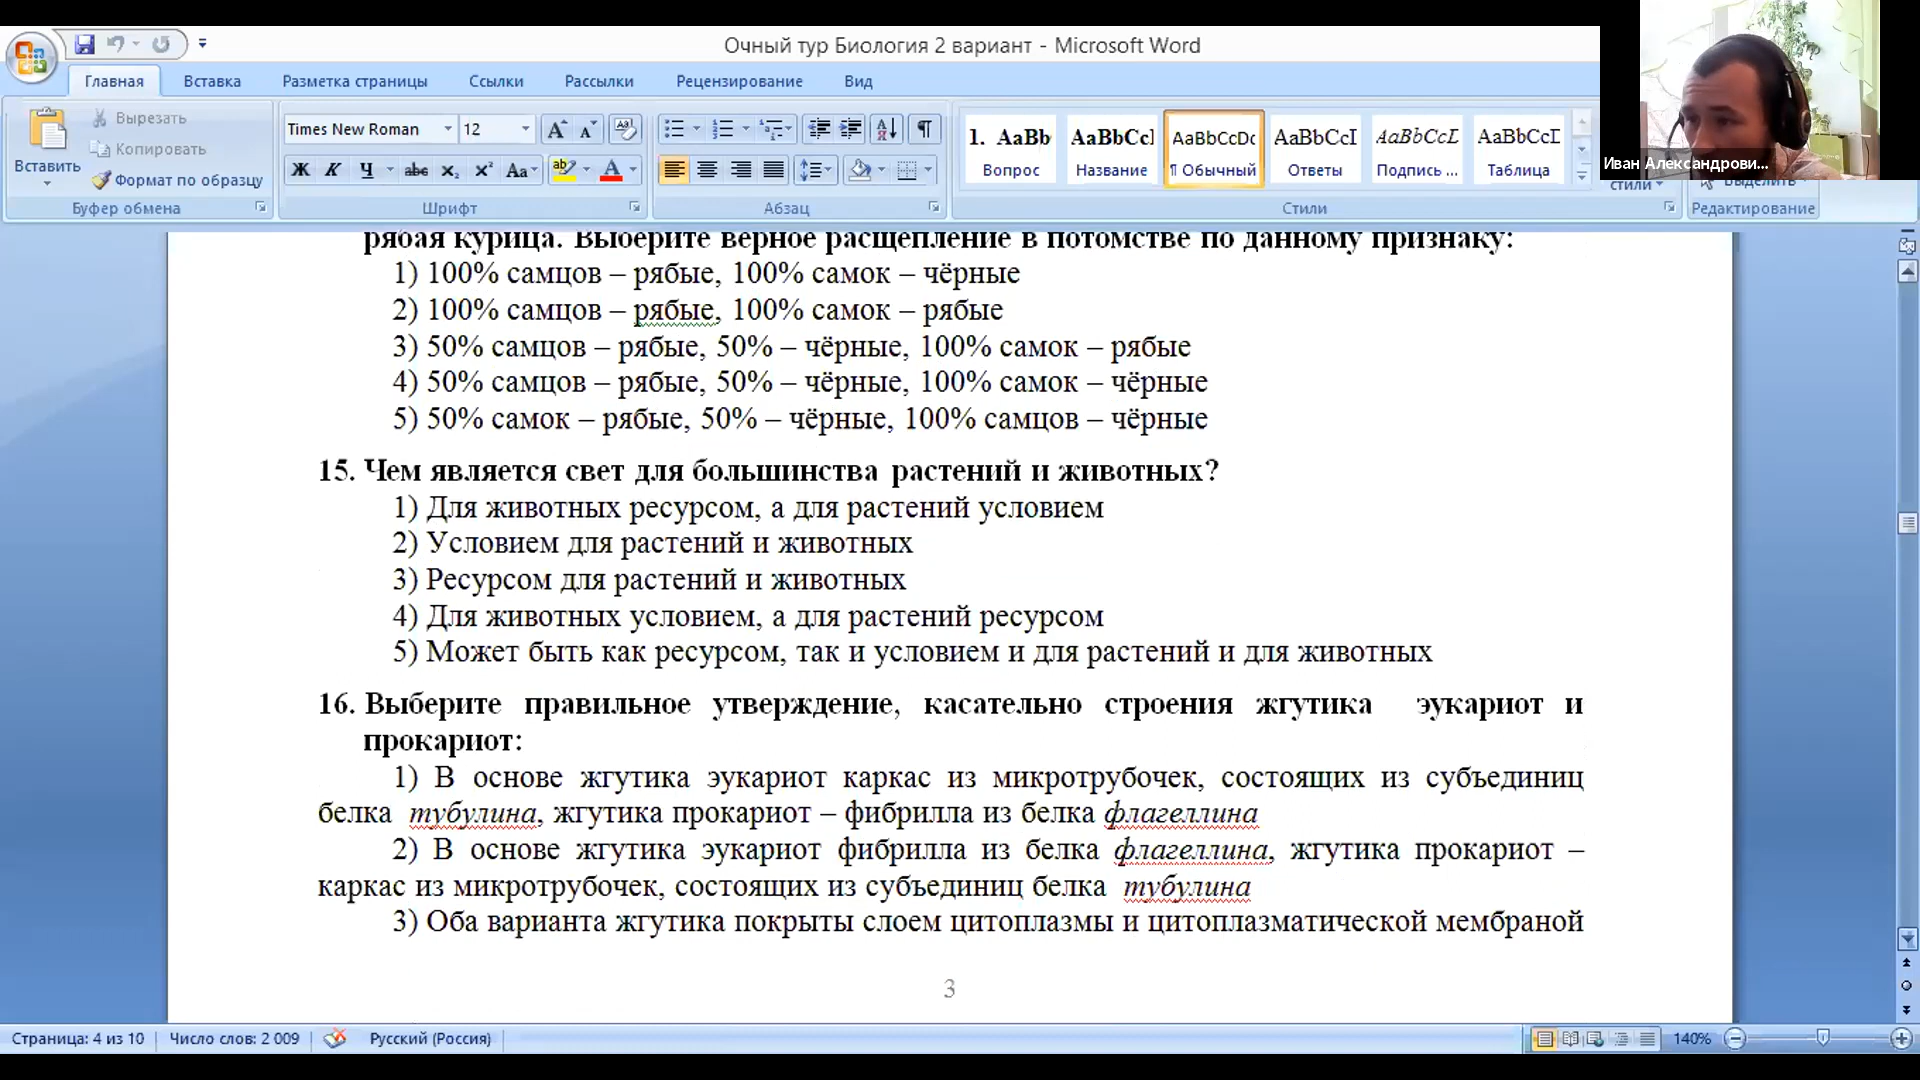 Очный тур Биология 2 вариант - Microsoft Word
Главная Вставка Разметка страницы Ссылки Рассылки Рецензирование Вид
Вставить
Вырезать
Копировать
Формат по образцу
Буфер обмена
Times New Roman 12
Ж К Ч abc x₂ x² Aa ab A
Шрифт
Абзац
1. AaBb AaBbCcI AaBbCcDc AaBbCcI AaBbCcL AaBbCcI
Вопрос Название ¶ Обычный Ответы Подпись ... Таблица
Стили
стили
Выделить
Редактирование
Иван Александрови...
рябая курица. Выберите верное расщепление в потомстве по данному признаку:
1) 100% самцов – рябые, 100% самок – чёрные
2) 100% самцов – рябые, 100% самок – рябые
3) 50% самцов – рябые, 50% – чёрные, 100% самок – рябые
4) 50% самцов – рябые, 50% – чёрные, 100% самок – чёрные
5) 50% самок – рябые, 50% – чёрные, 100% самцов – чёрные
15. Чем является свет для большинства растений и животных?
1) Для животных ресурсом, а для растений условием
2) Условием для растений и животных
3) Ресурсом для растений и животных
4) Для животных условием, а для растений ресурсом
5) Может быть как ресурсом, так и условием и для растений и для животных
16. Выберите правильное утверждение, касательно строения жгутика эукариот и
прокариот:
1) В основе жгутика эукариот каркас из микротрубочек, состоящих из субъединиц
белка тубулина, жгутика прокариот – фибрилла из белка флагеллина
2) В основе жгутика эукариот фибрилла из белка флагеллина, жгутика прокариот –
каркас из микротрубочек, состоящих из субъединиц белка тубулина
3) Оба варианта жгутика покрыты слоем цитоплазмы и цитоплазматической мембраной
3
Страница: 4 из 10 Число слов: 2 009 Русский (Россия) 140%